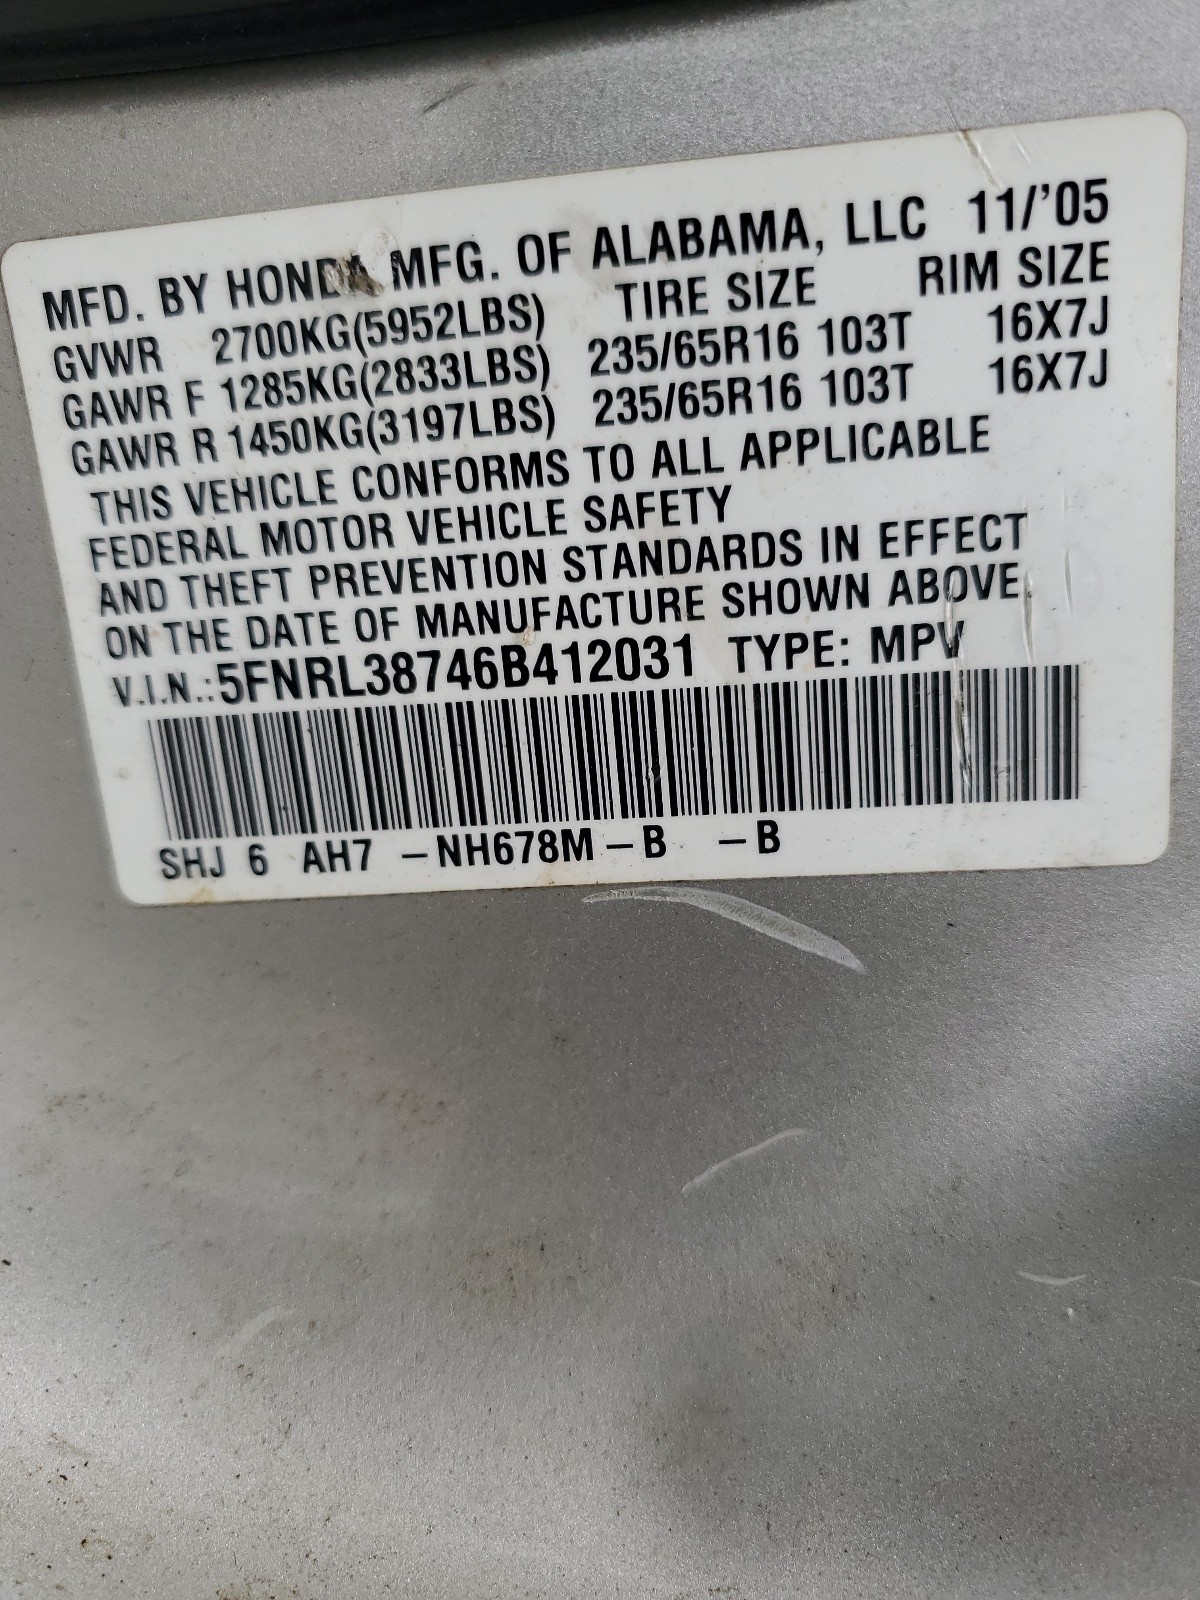 MFD. BY HONDA MFG. OF ALABAMA, LLC 11/'05
GVWR 2700KG(5952LBS) TIRE SIZE RIM SIZE
GAWR F 1285KG(2833LBS) 235/65R16 103T 16X7J
GAWR R 1450KG(3197LBS) 235/65R16 103T 16X7J
THIS VEHICLE CONFORMS TO ALL APPLICABLE
FEDERAL MOTOR VEHICLE SAFETY
AND THEFT PREVENTION STANDARDS IN EFFECT
ON THE DATE OF MANUFACTURE SHOWN ABOVE.
V.I.N.:5FNRL38746B412031 TYPE: MPV
SHJ 6 AH7 -NH678M-B -B